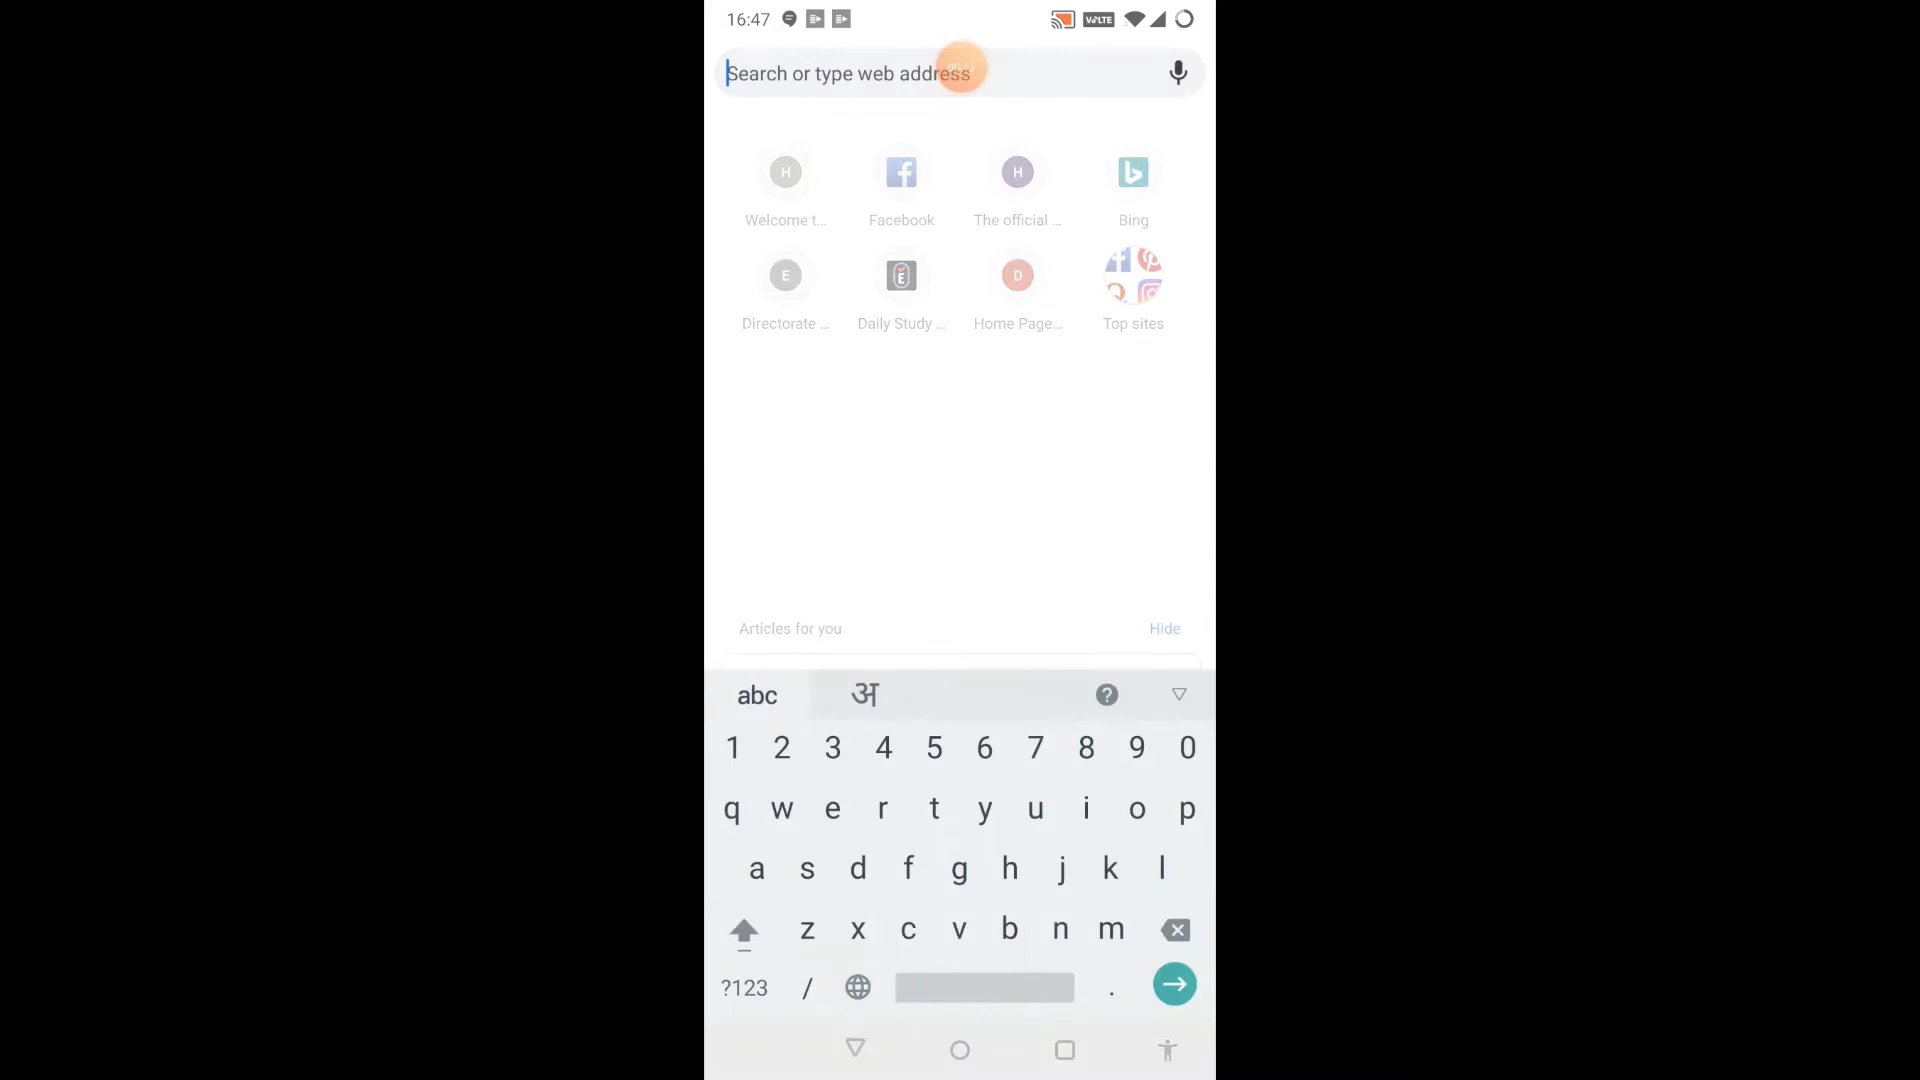 16:47 VoLTE
Search or type web address
H H
Welcome t... Facebook The official ... Bing
E E D
Directorate ... Daily Study ... Home Page... Top sites
Articles for you Hide
abc अ ?
1 2 3 4 5 6 7 8 9 0
q w e r t y u i o p
a s d f g h j k l
z x c v b n m
?123 / .